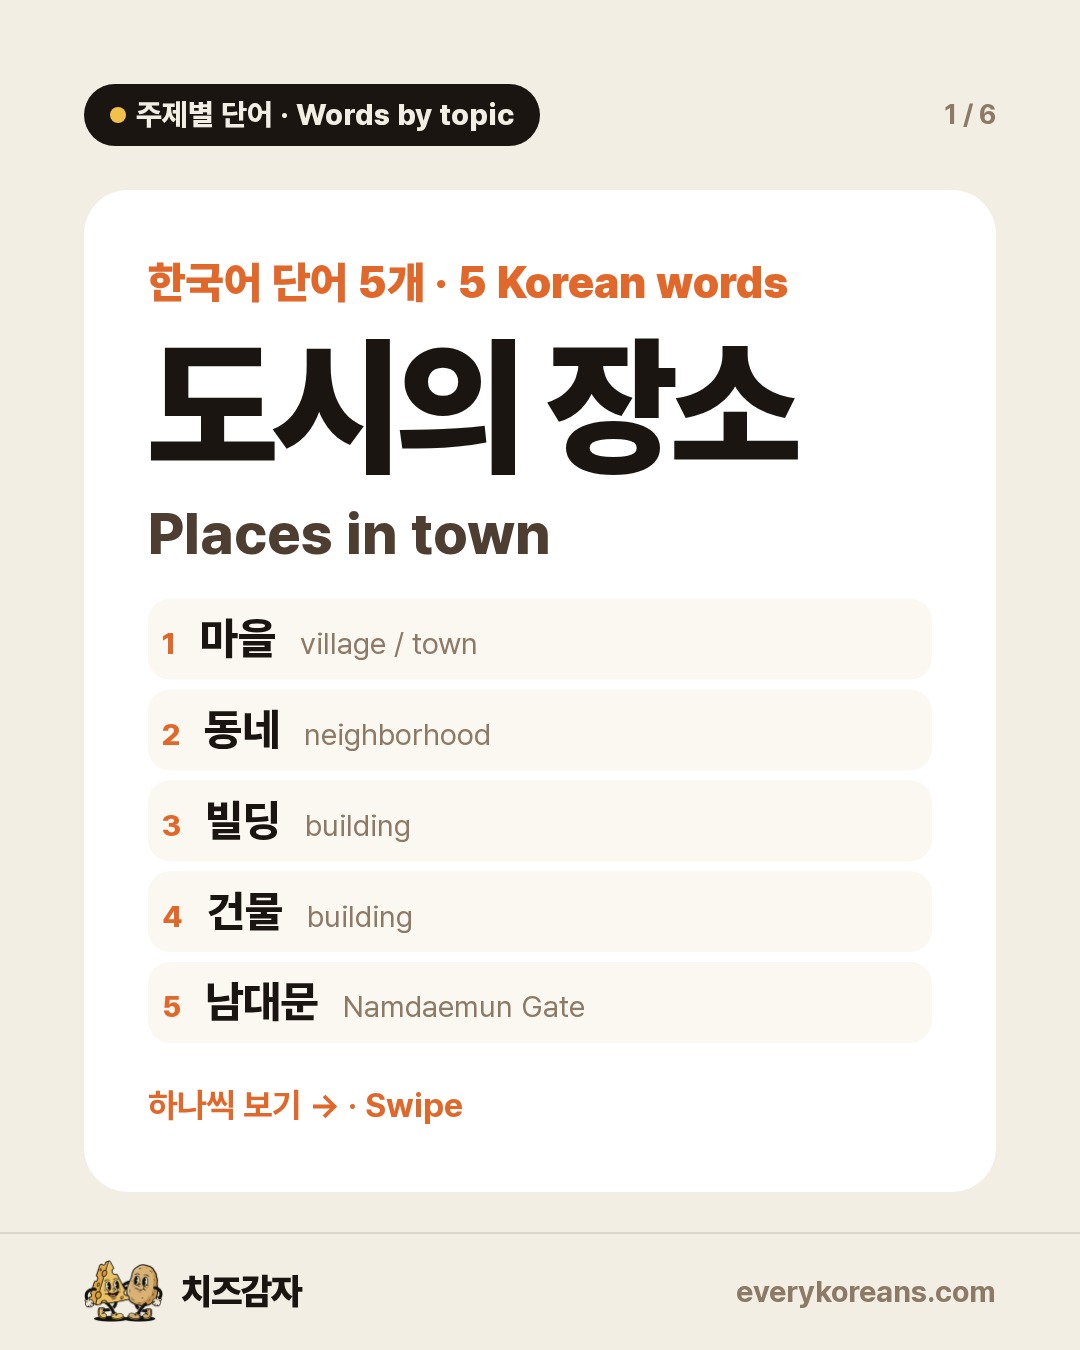 주제별 단어 · Words by topic
1 / 6
한국어 단어 5개 · 5 Korean words
도시의 장소
Places in town
1 마을 village / town
2 동네 neighborhood
3 빌딩 building
4 건물 building
5 남대문 Namdaemun Gate
하나씩 보기 → · Swipe
치즈감자
everykoreans.com